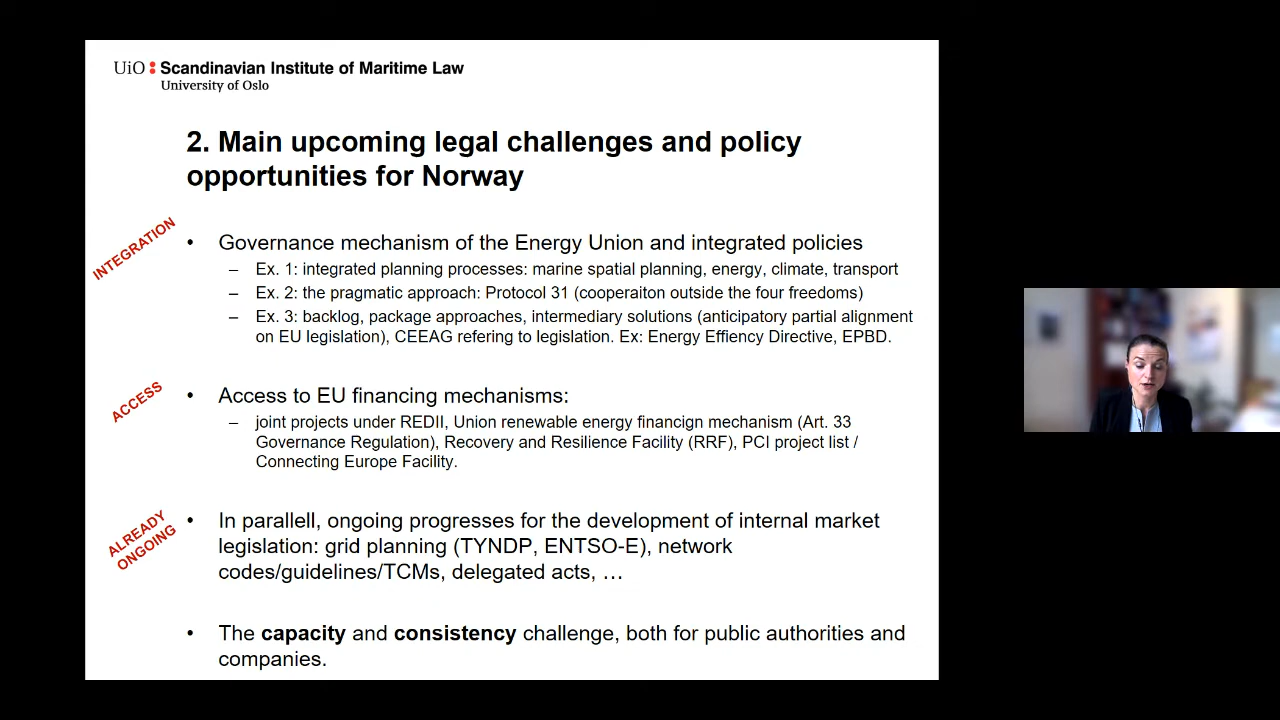 UiO Scandinavian Institute of Maritime Law
University of Oslo
2. Main upcoming legal challenges and policy
opportunities for Norway
INTEGRATION
• Governance mechanism of the Energy Union and integrated policies
– Ex. 1: integrated planning processes: marine spatial planning, energy, climate, transport
– Ex. 2: the pragmatic approach: Protocol 31 (cooperaiton outside the four freedoms)
– Ex. 3: backlog, package approaches, intermediary solutions (anticipatory partial alignment
on EU legislation), CEEAG refering to legislation. Ex: Energy Effiency Directive, EPBD.
ACCESS
• Access to EU financing mechanisms:
– joint projects under REDII, Union renewable energy financign mechanism (Art. 33
Governance Regulation), Recovery and Resilience Facility (RRF), PCI project list /
Connecting Europe Facility.
ALREADY
ONGOING
• In parallell, ongoing progresses for the development of internal market
legislation: grid planning (TYNDP, ENTSO-E), network
codes/guidelines/TCMs, delegated acts, …
• The capacity and consistency challenge, both for public authorities and
companies.